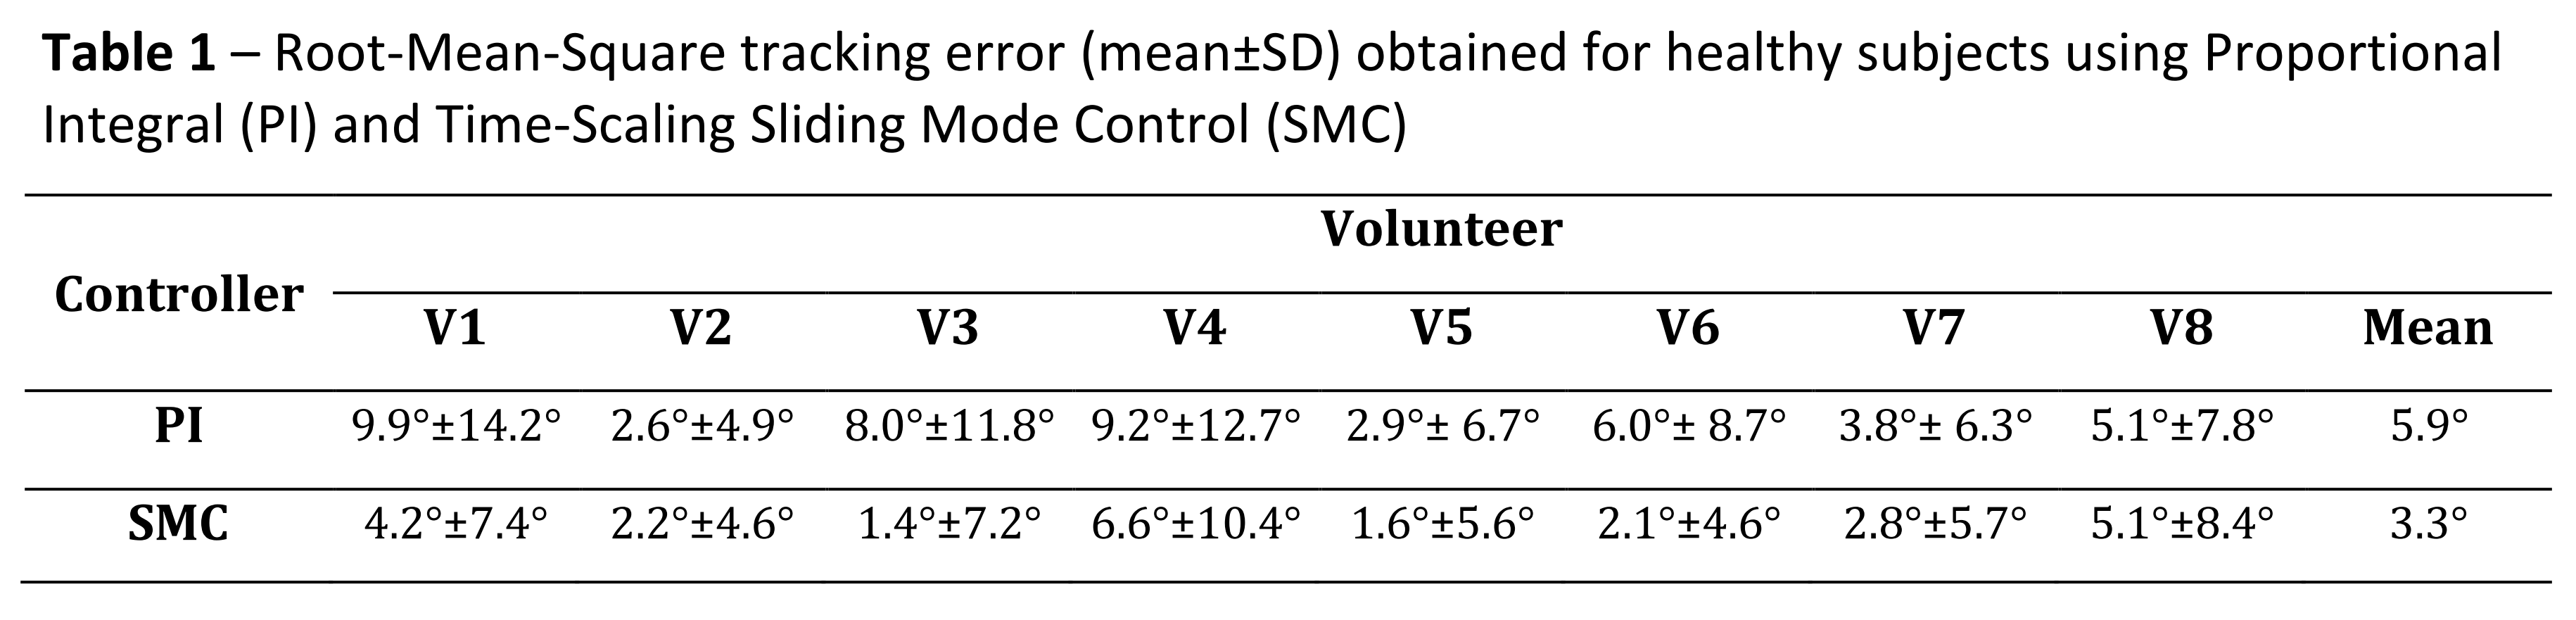 Table 1 – Root-Mean-Square tracking error (mean±SD) obtained for healthy subjects using Proportional
Integral (PI) and Time-Scaling Sliding Mode Control (SMC)
Volunteer
Controller
V1 V2 V3 V4 V5 V6 V7 V8 Mean
PI 9.9°±14.2° 2.6°±4.9° 8.0°±11.8° 9.2°±12.7° 2.9°± 6.7° 6.0°± 8.7° 3.8°± 6.3° 5.1°±7.8° 5.9°
SMC 4.2°±7.4° 2.2°±4.6° 1.4°±7.2° 6.6°±10.4° 1.6°±5.6° 2.1°±4.6° 2.8°±5.7° 5.1°±8.4° 3.3°